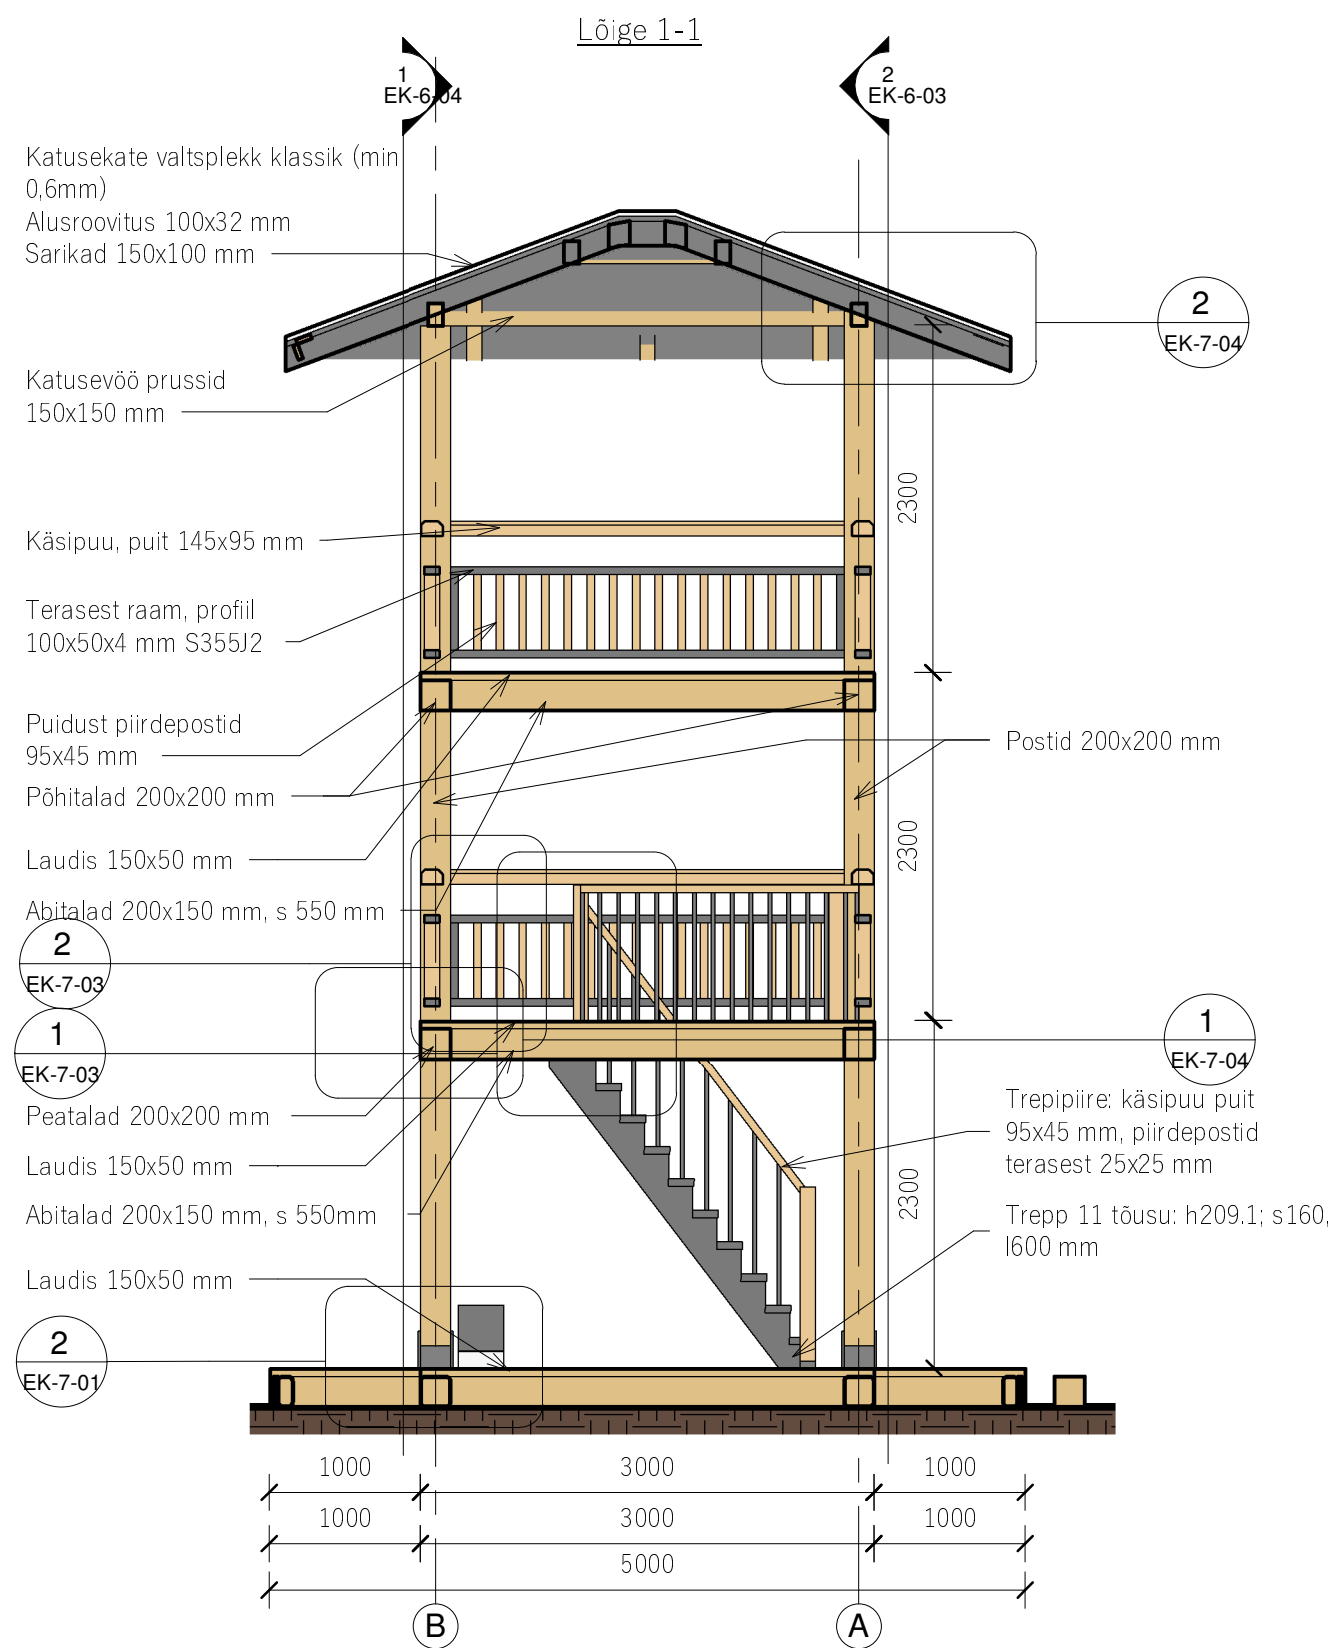 Lõige 1-1
1
EK-6-04
2
EK-6-03
Katusekate valtsplekk klassik (min
0,6mm)
Alusroovitus 100x32 mm
Sarikad 150x100 mm
2
EK-7-04
Katusevöö prussid
150x150 mm
2300
Käsipuu, puit 145x95 mm
Terasest raam, profiil
100x50x4 mm S355J2
Puidust piirdepostid
95x45 mm
Postid 200x200 mm
Põhitalad 200x200 mm
2300
Laudis 150x50 mm
Abitalad 200x150 mm, s 550 mm
2
EK-7-03
1
EK-7-03
1
EK-7-04
Peatalad 200x200 mm
Laudis 150x50 mm
Abitalad 200x150 mm, s 550mm
Trepipiire: käsipuu puit
95x45 mm, piirdepostid
terasest 25x25 mm
2300
Trepp 11 tõusu: h209.1; s160,
l600 mm
Laudis 150x50 mm
2
EK-7-01
1000 3000 1000
1000 3000 1000
5000
B A